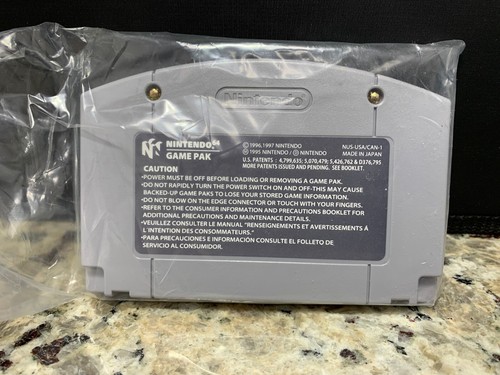 Nintendo
NINTENDO64
GAME PAK
©1996,1997 NINTENDO
Ⓜ1995 NINTENDO / Ⓒ NINTENDO
NUS-USA/CAN-1
MADE IN JAPAN
U.S. PATENTS : 4,799,635; 5,070,479; 5,426,762 & D376,795
MORE PATENTS ISSUED AND PENDING. SEE BOOKLET.
CAUTION
•POWER MUST BE OFF BEFORE LOADING OR REMOVING A GAME PAK.
•DO NOT RAPIDLY TURN THE POWER SWITCH ON AND OFF-THIS MAY CAUSE
BACKED-UP GAME PAKS TO LOSE YOUR STORED GAME INFORMATION.
•DO NOT BLOW ON THE EDGE CONNECTOR OR TOUCH WITH YOUR FINGERS.
•REFER TO THE CONSUMER INFORMATION AND PRECAUTIONS BOOKLET FOR
ADDITIONAL PRECAUTIONS AND MAINTENANCE DETAILS.
•VEUILLEZ CONSULTER LE MANUAL "RENSEIGNEMENTS ET AVERTISSEMENTS À
L'INTENTION DES CONSOMMATEURS."
•PARA PRECAUCIONES E INFORMACIÓN CONSULTE EL FOLLETO DE
SERVICIO AL CONSUMIDOR.